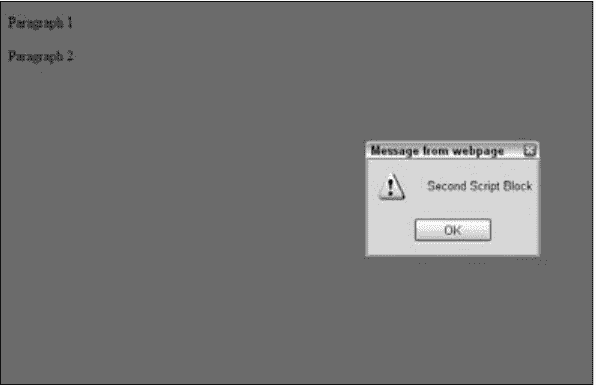 Paragraph 1
Paragraph 2
Message from webpage
Second Script Block
OK